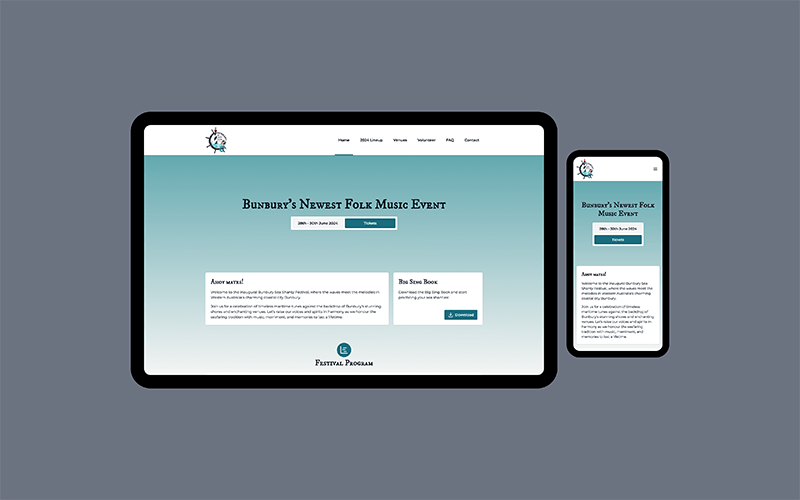 Home 2024 Lineup Venues Volunteer FAQ Contact
Bunbury's Newest Folk Music Event
28th - 30th June 2024 Tickets
Ahoy mates!
Welcome to the inaugural Bunbury Sea Shanty Festival, where the waves meet the melodies in
Western Australia's charming coastal city, Bunbury.
Join us for a celebration of timeless maritime tunes against the backdrop of Bunbury's stunning
shores and enchanting venues. Let's raise our voices and spirits in harmony as we honour the
seafaring tradition with music, merriment, and memories to last a lifetime.
Big Sing Book
Download the Big Sing Book and start
practising your sea shanties!
Download
Festival Program
Bunbury's Newest Folk
Music Event
28th - 30th June 2024
Tickets
Ahoy mates!
Welcome to the inaugural Bunbury Sea Shanty Festival, where the waves meet the
melodies in Western Australia's charming
coastal city, Bunbury.
Join us for a celebration of timeless
maritime tunes against the backdrop of
Bunbury's stunning shores and enchanting
venues. Let's raise our voices and spirits in
harmony as we honour the seafaring
tradition with music, merriment, and
memories to last a lifetime.